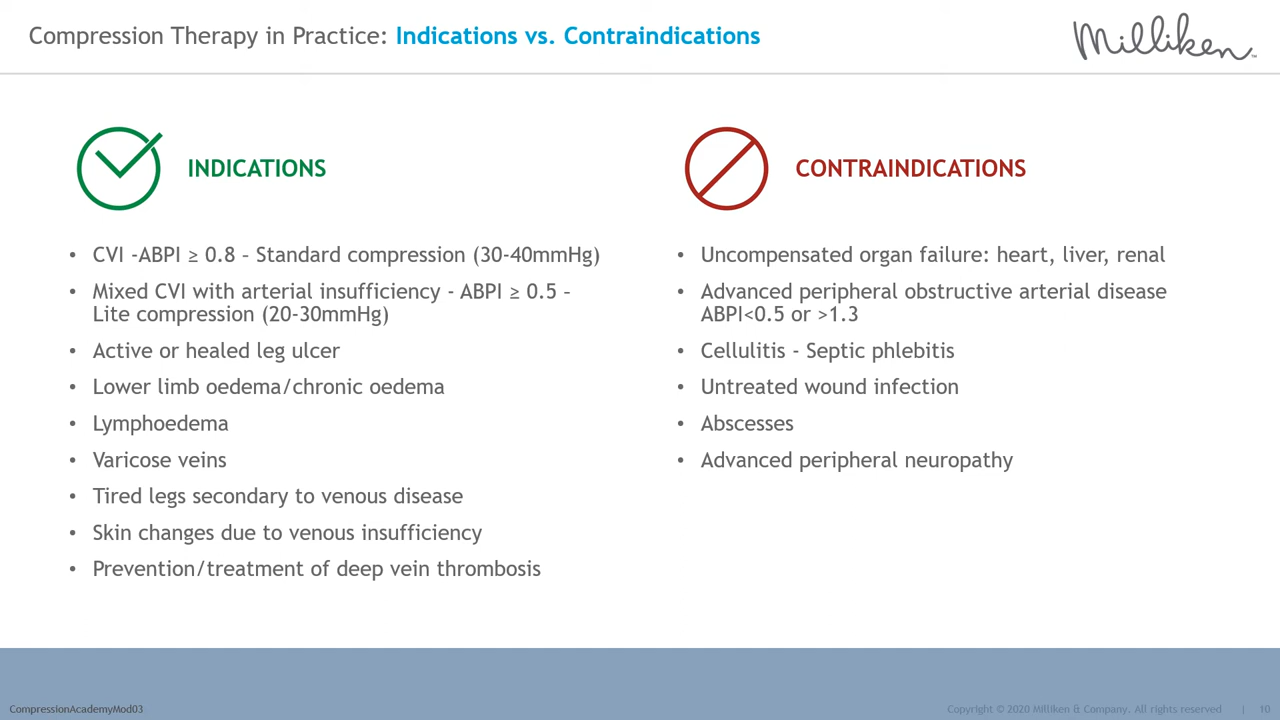 Compression Therapy in Practice: Indications vs. Contraindications
Milliken™
INDICATIONS
• CVI -ABPI ≥ 0.8 – Standard compression (30-40mmHg)
• Mixed CVI with arterial insufficiency - ABPI ≥ 0.5 –
Lite compression (20-30mmHg)
• Active or healed leg ulcer
• Lower limb oedema/chronic oedema
• Lymphoedema
• Varicose veins
• Tired legs secondary to venous disease
• Skin changes due to venous insufficiency
• Prevention/treatment of deep vein thrombosis
CONTRAINDICATIONS
• Uncompensated organ failure: heart, liver, renal
• Advanced peripheral obstructive arterial disease
ABPI<0.5 or >1.3
• Cellulitis - Septic phlebitis
• Untreated wound infection
• Abscesses
• Advanced peripheral neuropathy
CompressionAcademyMod03
Copyright © 2020 Milliken & Company. All rights reserved | 10